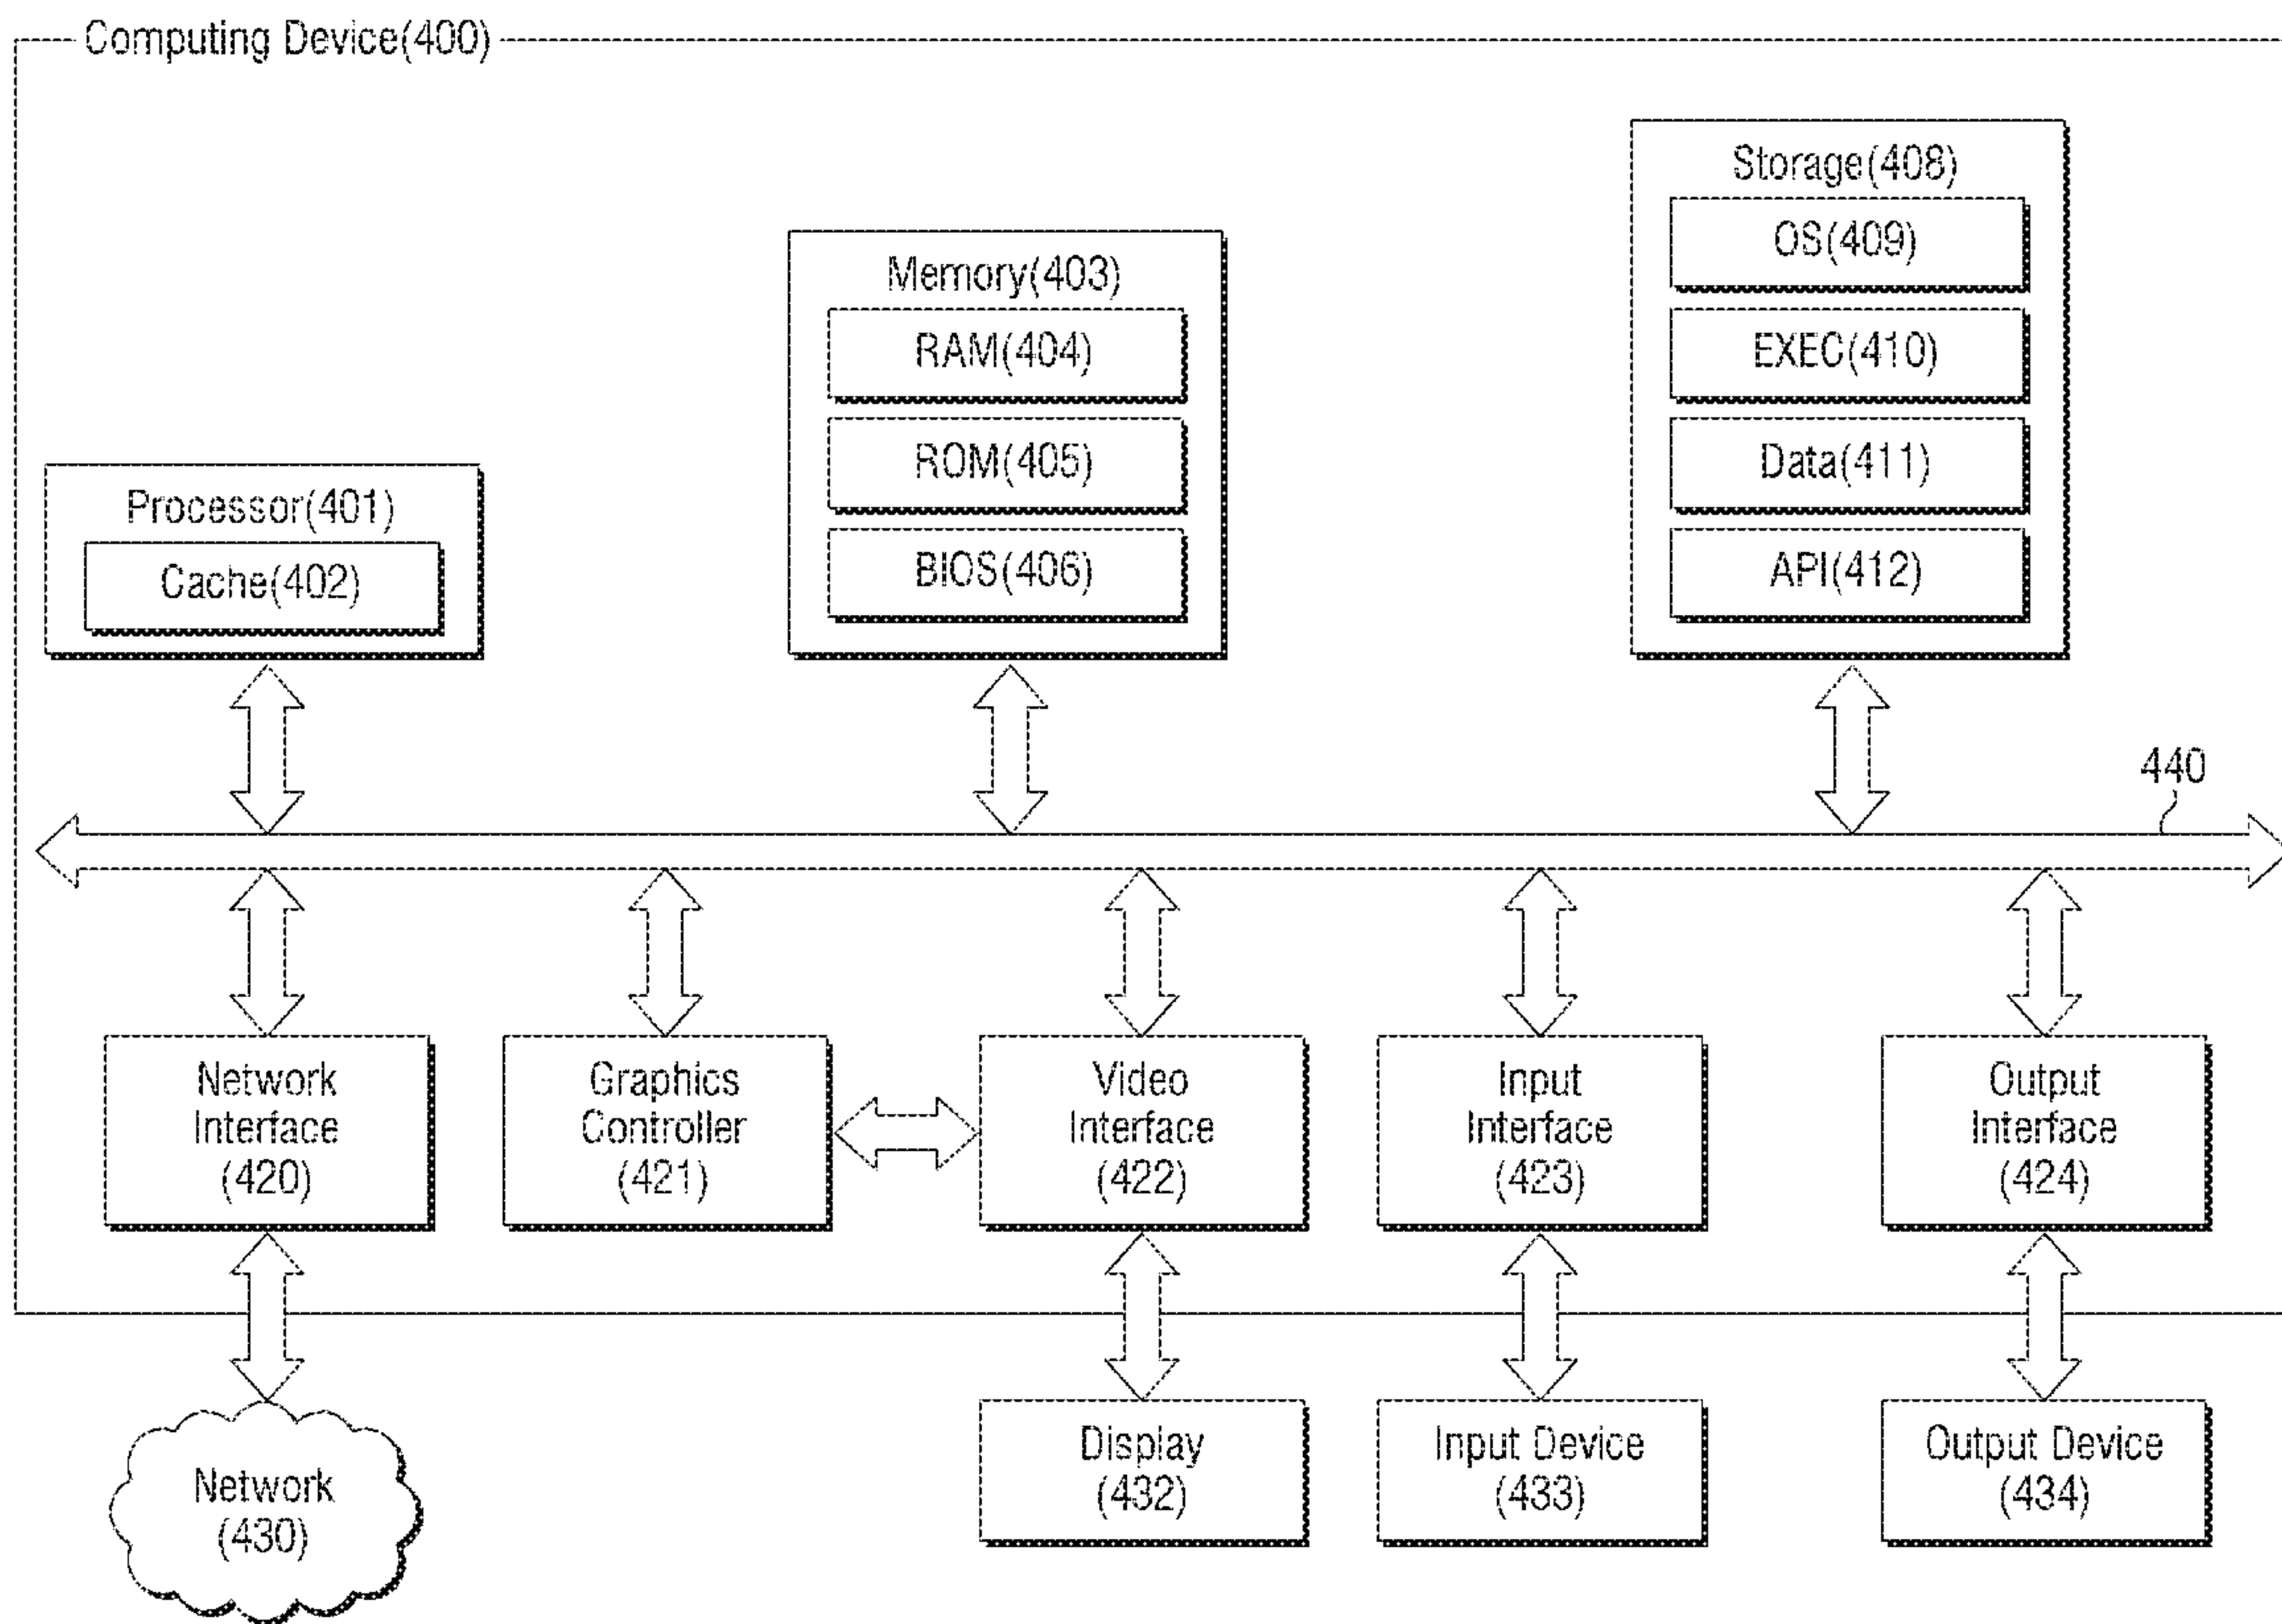 Computing Device(400)
Storage(408)
OS(409)
EXEC(410)
Data(411)
API(412)
Memory(403)
RAM(404)
ROM(405)
BIOS(406)
Processor(401)
Cache(402)
440
Network
Interface
(420)
Graphics
Controller
(421)
Video
Interface
(422)
Input
Interface
(423)
Output
Interface
(424)
Network
(430)
Display
(432)
Input Device
(433)
Output Device
(434)